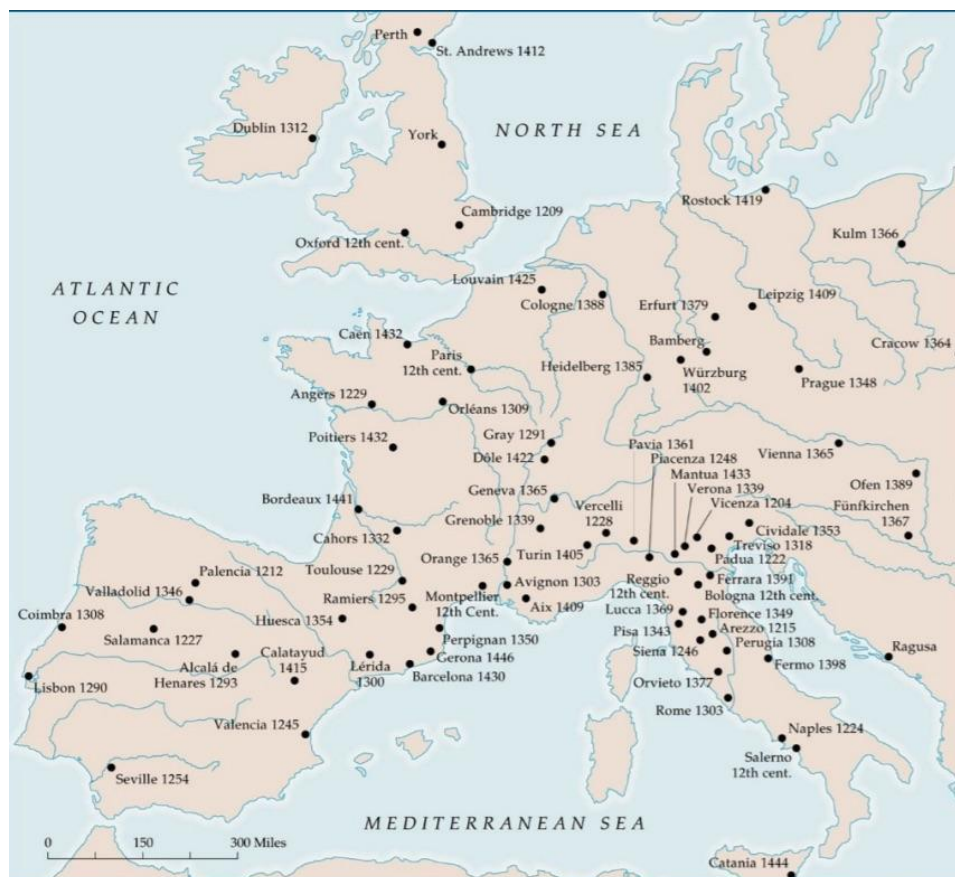 Perth
St. Andrews 1412
Dublin 1312
York
NORTH SEA
Cambridge 1209
Oxford 12th cent.
Rostock 1419
Kulm 1366
ATLANTIC
OCEAN
Louvain 1425
Cologne 1388
Erfurt 1379
Leipzig 1409
Caen 1432
Paris
12th cent.
Bamberg
Cracow 1364
Heidelberg 1385
Würzburg
1402
Prague 1348
Angers 1229
Orléans 1309
Poitiers 1432
Gray 1291
Dôle 1422
Pavia 1361
Piacenza 1248
Mantua 1433
Verona 1339
Vicenza 1204
Vienna 1365
Ofen 1389
Geneva 1365
Bordeaux 1441
Vercelli
1228
Fünfkirchen
1367
Grenoble 1339
Cividale 1353
Cahors 1332
Turin 1405
Treviso 1318
Orange 1365
Padua 1222
Toulouse 1229
Palencia 1212
Avignon 1303
Reggio
12th cent.
Ferrara 1391
Valladolid 1346
Ramiers 1295
Montpellier
12th Cent.
Bologna 12th cent.
Aix 1409
Lucca 1369
Coimbra 1308
Huesca 1354
Florence 1349
Salamanca 1227
Perpignan 1350
Pisa 1343
Arezzo 1215
Perugia 1308
Siena 1246
Ragusa
Calatayud
1415
Gerona 1446
Alcalá de
Henares 1293
Lérida
1300
Barcelona 1430
Fermo 1398
Orvieto 1377
Lisbon 1290
Rome 1303
Valencia 1245
Naples 1224
Salerno
12th cent.
Seville 1254
MEDITERRANEAN SEA
0 150 300 Miles
Catania 1444